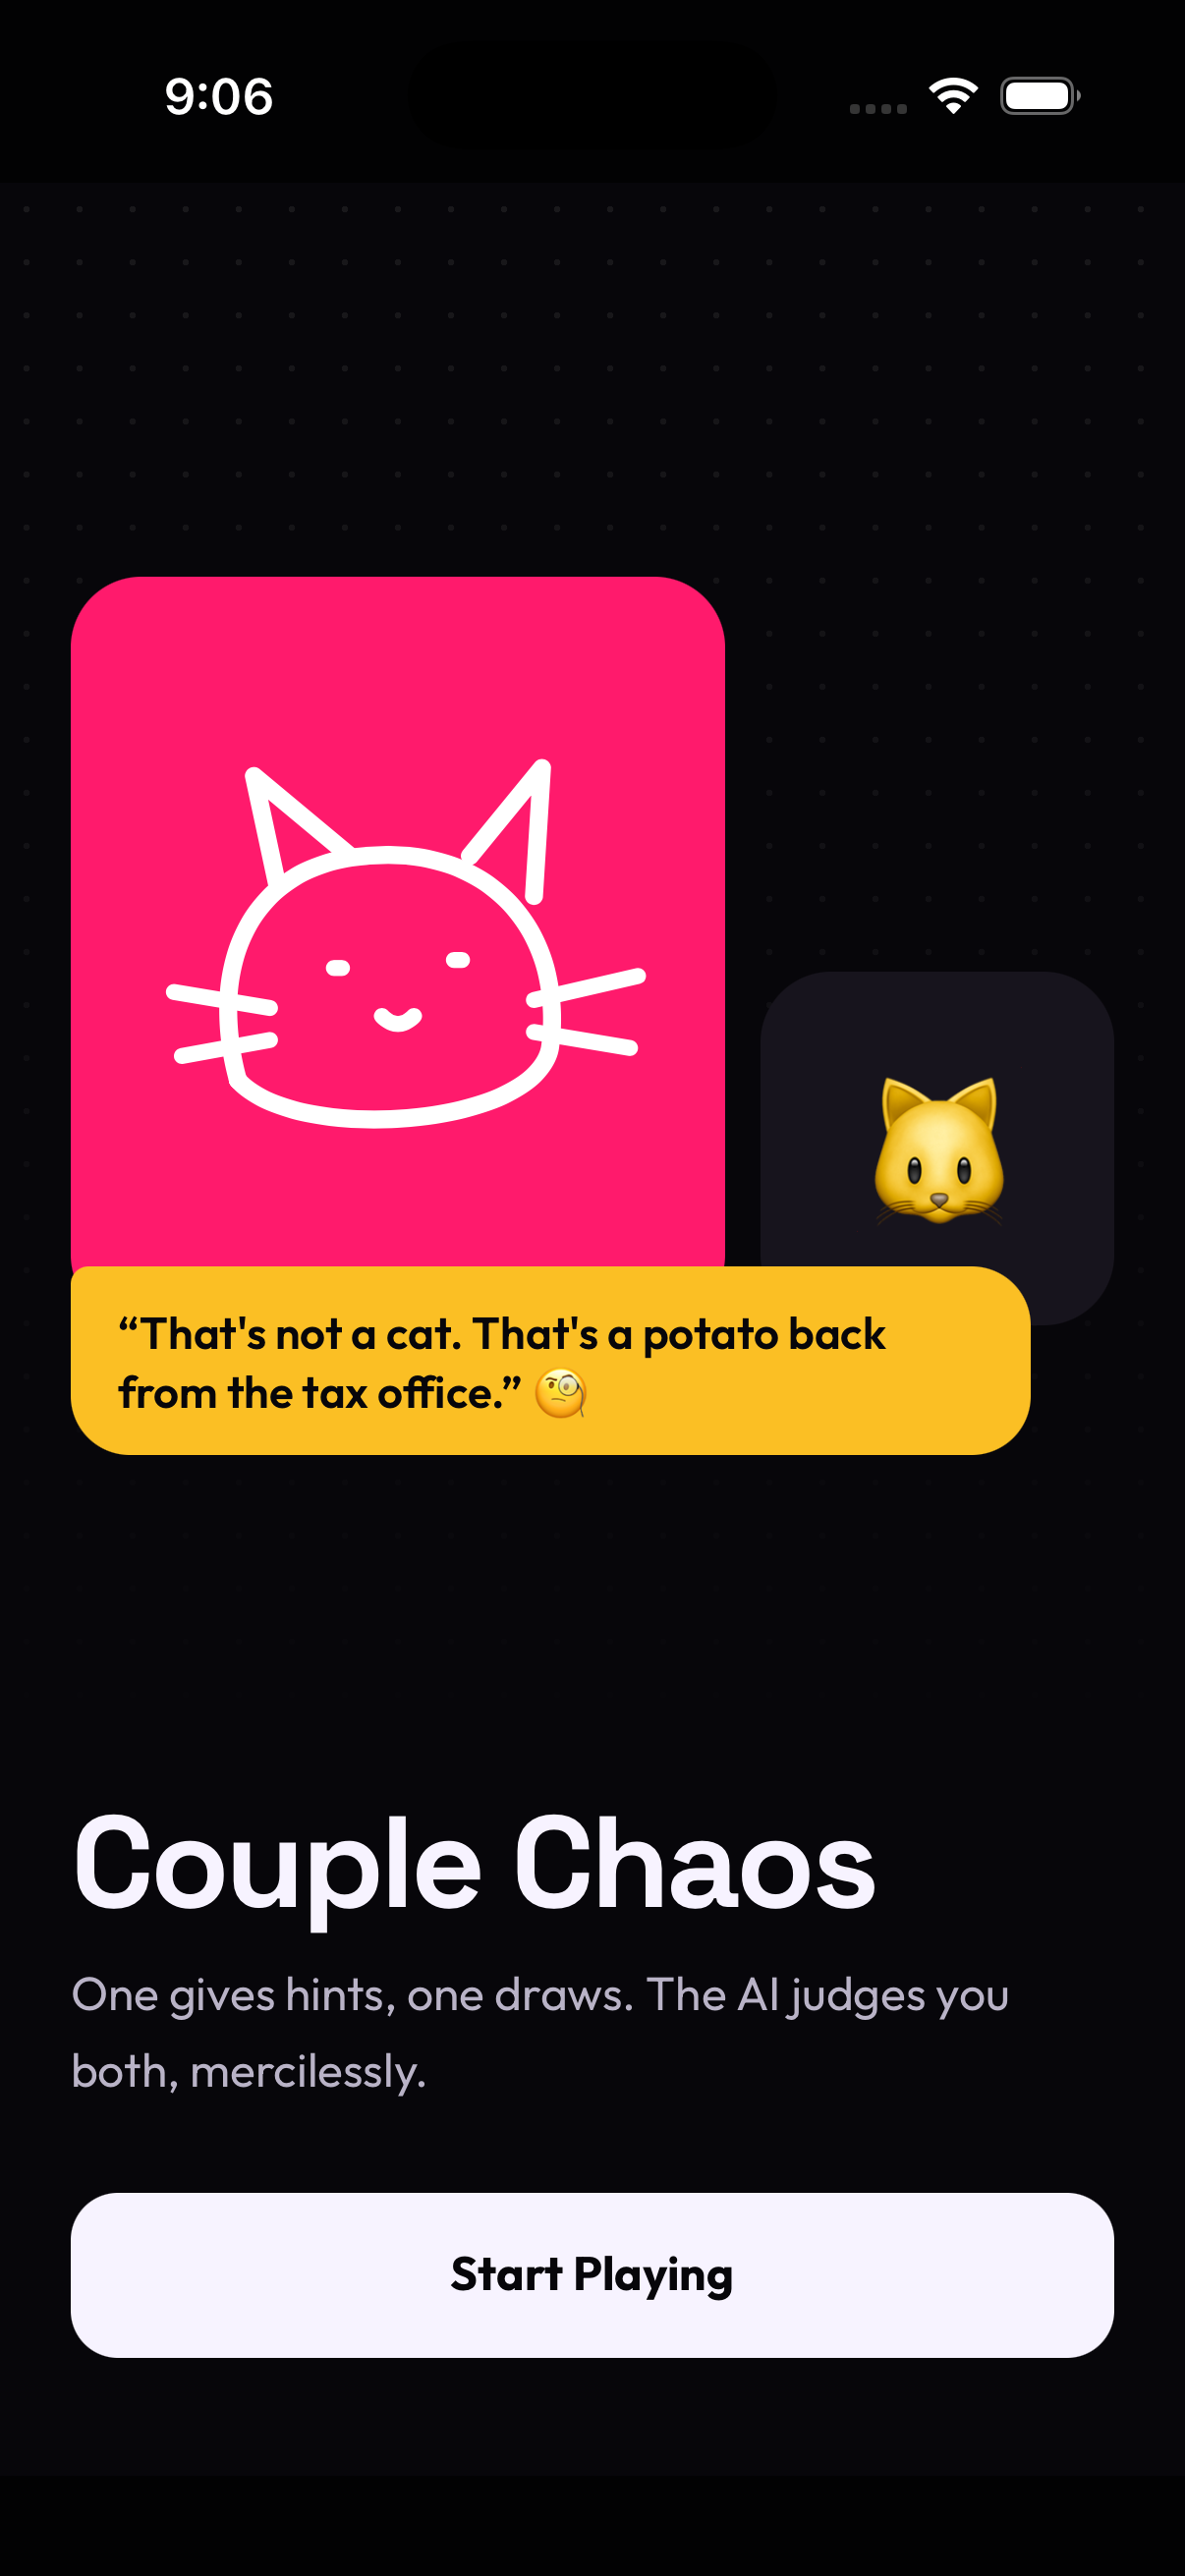 9:06
“That's not a cat. That's a potato back
from the tax office.” 🧐
Couple Chaos
One gives hints, one draws. The AI judges you
both, mercilessly.
Start Playing